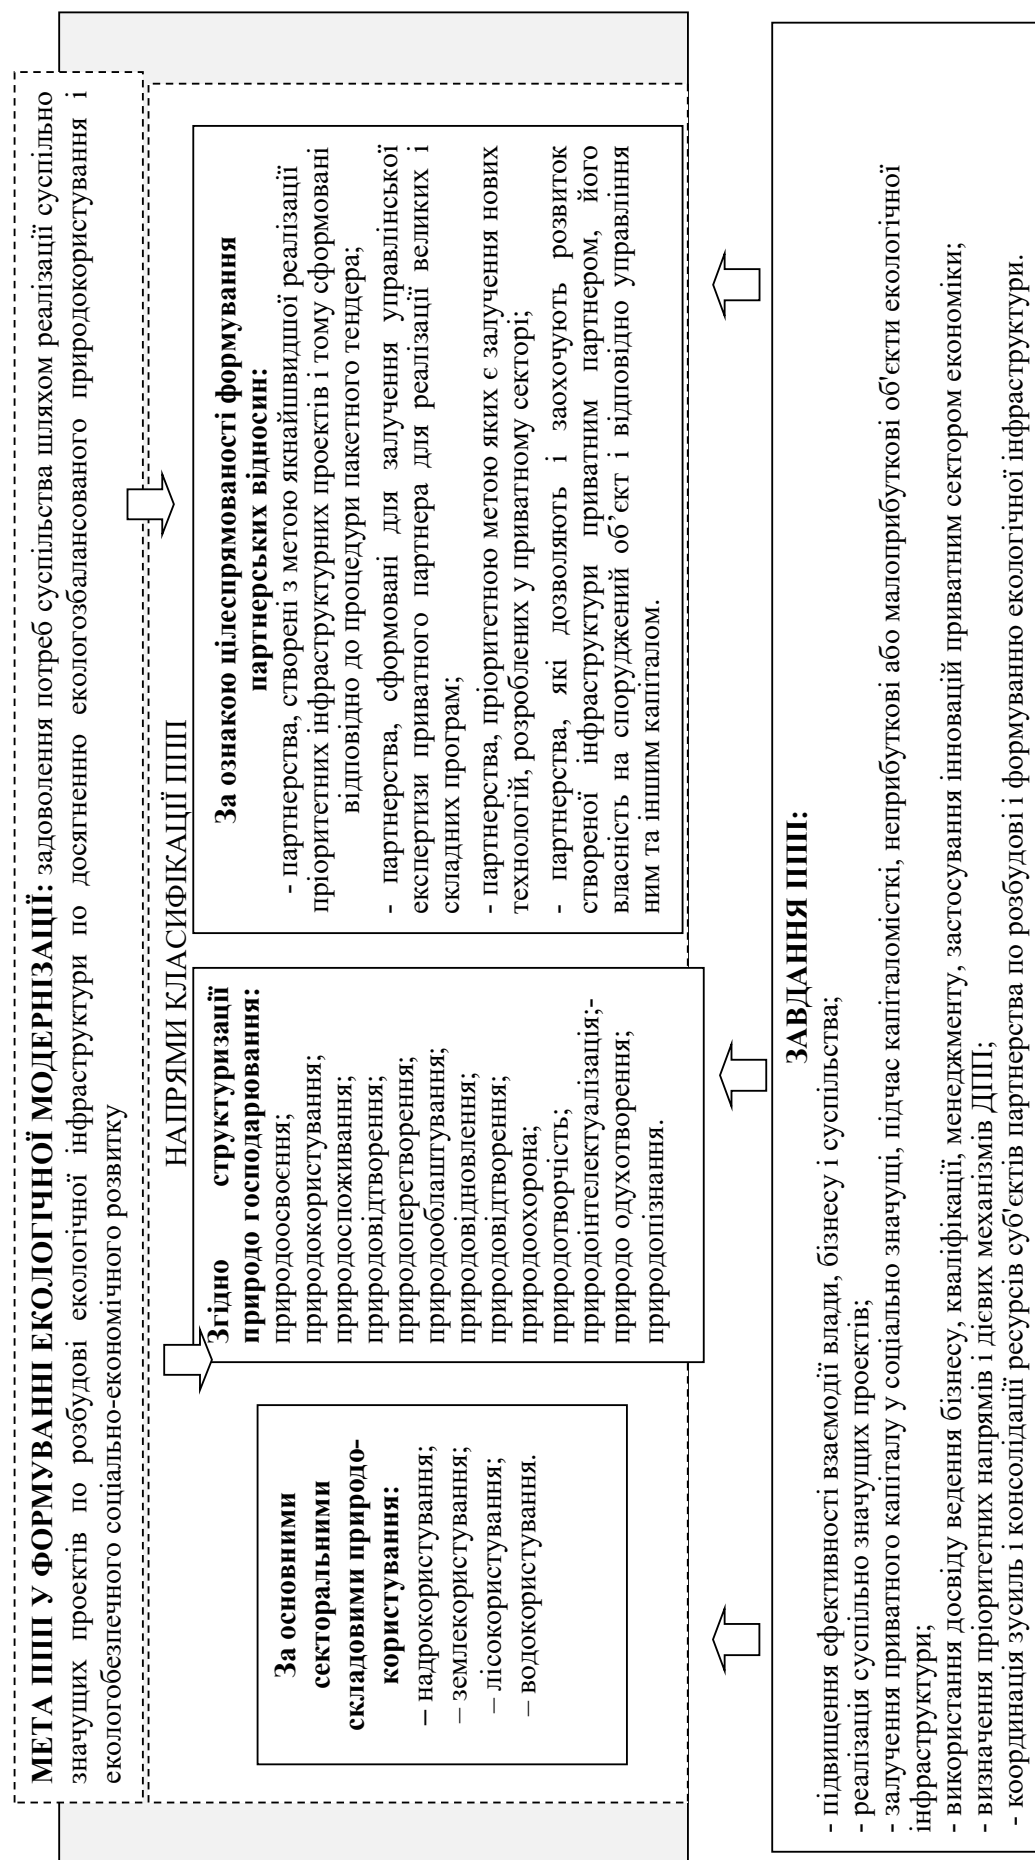 МЕТА ППП У ФОРМУВАННІ ЕКОЛОГІЧНОЇ МОДЕРНІЗАЦІЇ: задоволення потреб суспільства шляхом реалізації суспільно
значущих проектів по розбудові екологічної інфраструктури по досягненню екологозбалансованого природокористування і
екологобезпечного соціально-економічного розвитку
НАПРЯМИ КЛАСИФІКАЦІЇ ППП
За основними
секторальними
складовими природо-
користування:
– надрокористування;
– землекористування;
– лісокористування;
– водокористування.
Згідно структуризації
природо господарювання:
природоосвоєння;
природокористування;
природоспоживання;
природовідтворення;
природоперетворення;
природооблаштування;
природовідновлення;
природовідтворення;
природоохорона;
природотворчість;
природоінтелектуалізація;-
природо одухотворення;
природопізнання.
За ознакою цілеспрямованості формування
партнерських відносин:
- партнерства, створені з метою якнайшвидшої реалізації
пріоритетних інфраструктурних проектів і тому сформовані
відповідно до процедури пакетного тендера;
- партнерства, сформовані для залучення управлінської
експертизи приватного партнера для реалізації великих і
складних програм;
- партнерства, пріоритетною метою яких є залучення нових
технологій, розроблених у приватному секторі;
- партнерства, які дозволяють і заохочують розвиток
створеної інфраструктури приватним партнером, його
власність на споруджений об’єкт і відповідно управління
ним та іншим капіталом.
ЗАВДАННЯ ППП:
- підвищення ефективності взаємодії влади, бізнесу і суспільства;
- реалізація суспільно значущих проектів;
- залучення приватного капіталу у соціально значущі, підчас капіталомісткі, неприбуткові або малоприбуткові об'єкти екологічної
інфраструктури;
- використання досвіду ведення бізнесу, кваліфікації, менеджменту, застосування інновацій приватним сектором економіки;
- визначення пріоритетних напрямів і дієвих механізмів ДПП;
- координація зусиль і консолідації ресурсів суб'єктів партнерства по розбудові і формуванню екологічної інфраструктури.